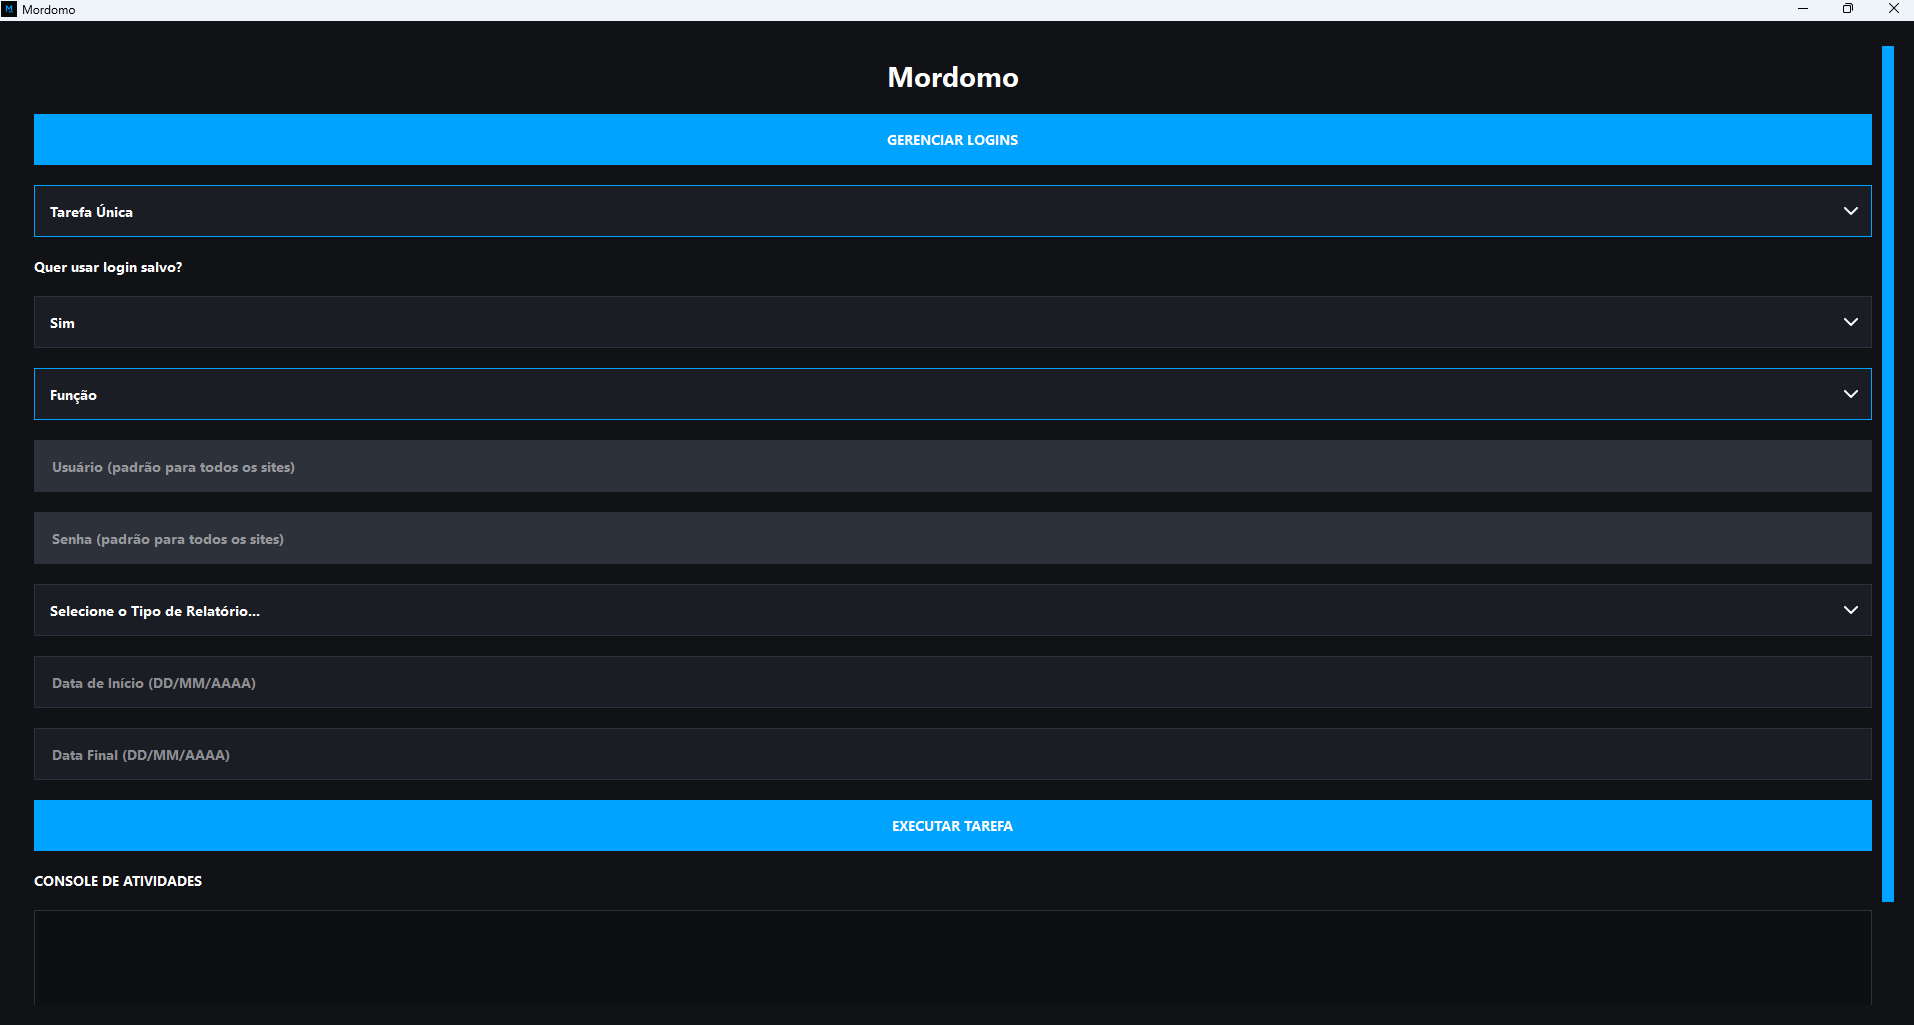 Mordomo
Mordomo
GERENCIAR LOGINS
Tarefa Única
Quer usar login salvo?
Sim
Função
Usuário (padrão para todos os sites)
Senha (padrão para todos os sites)
Selecione o Tipo de Relatório...
Data de Início (DD/MM/AAAA)
Data Final (DD/MM/AAAA)
EXECUTAR TAREFA
CONSOLE DE ATIVIDADES